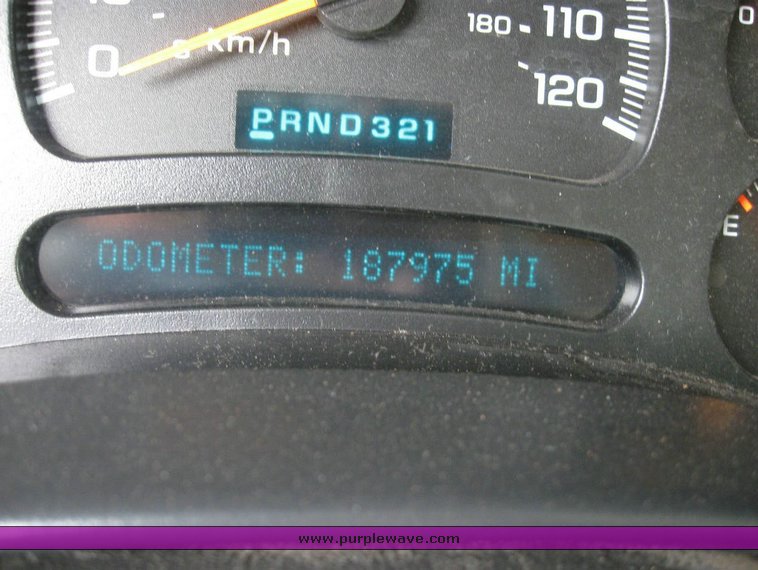 180 110
0 km/h
120
PRND321
E
ODOMETER: 187975 MI
www.purplewave.com